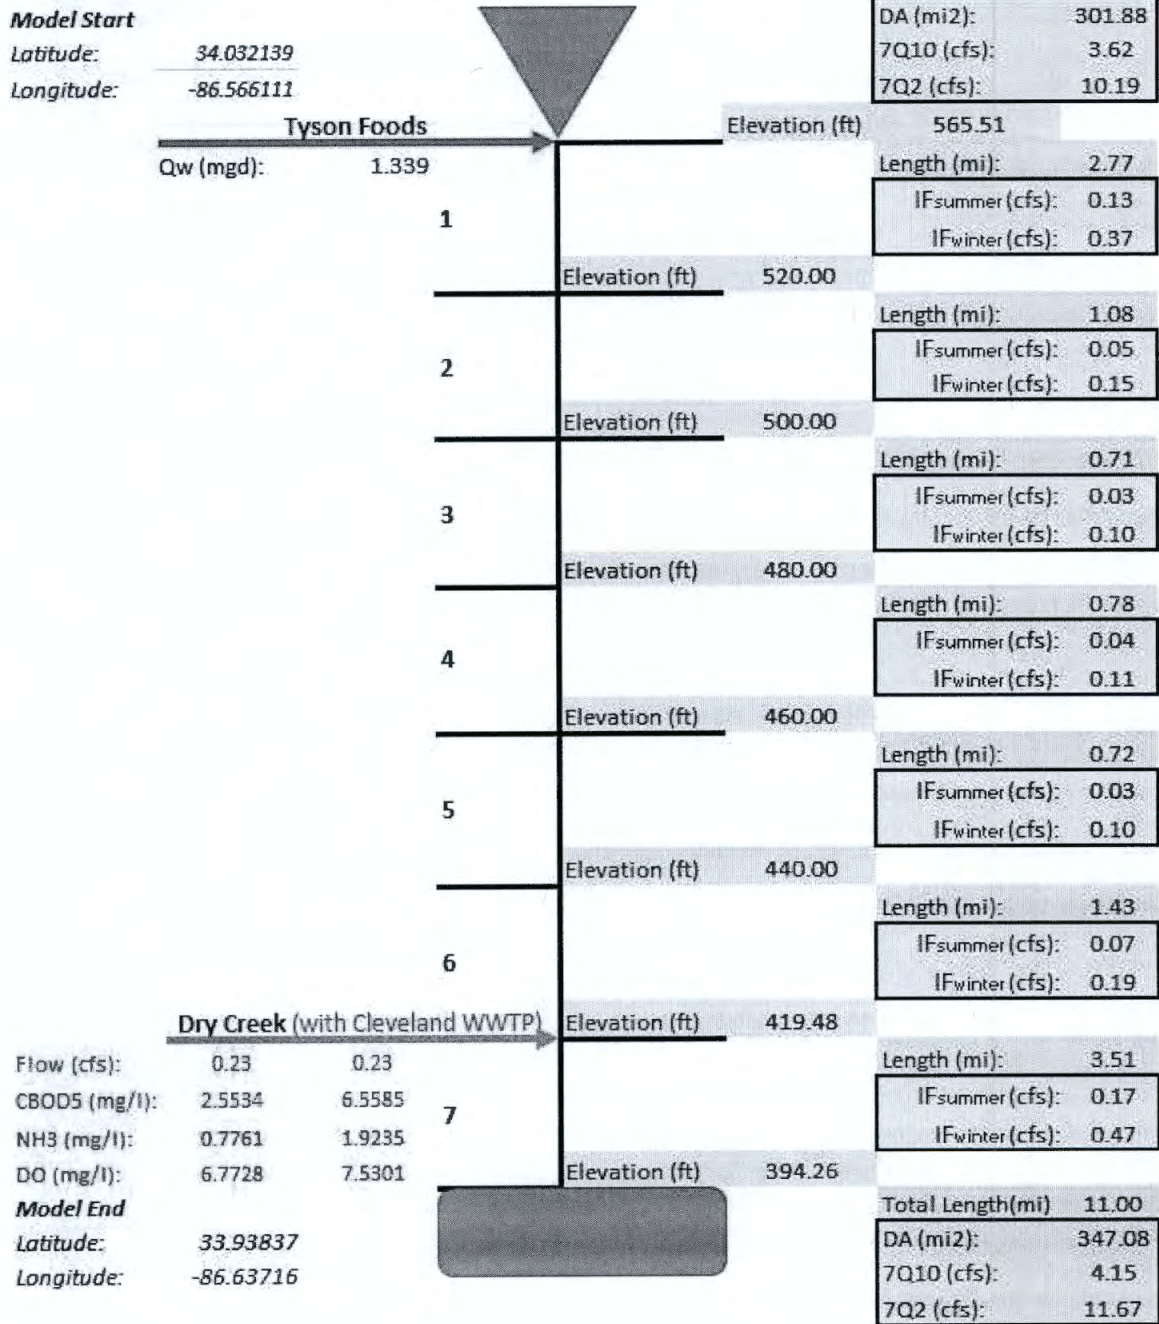 Model Start
Latitude: 34.032139
Longitude: -86.566111
DA (mi2): 301.88
7Q10 (cfs): 3.62
7Q2 (cfs): 10.19
Tyson Foods
Elevation (ft) 565.51
Qw (mgd): 1.339
Length (mi): 2.77
1
IFsummer (cfs): 0.13
IFwinter (cfs): 0.37
Elevation (ft) 520.00
Length (mi): 1.08
2
IFsummer (cfs): 0.05
IFwinter (cfs): 0.15
Elevation (ft) 500.00
Length (mi): 0.71
3
IFsummer (cfs): 0.03
IFwinter (cfs): 0.10
Elevation (ft) 480.00
Length (mi): 0.78
4
IFsummer (cfs): 0.04
IFwinter (cfs): 0.11
Elevation (ft) 460.00
Length (mi): 0.72
5
IFsummer (cfs): 0.03
IFwinter (cfs): 0.10
Elevation (ft) 440.00
Length (mi): 1.43
6
IFsummer (cfs): 0.07
IFwinter (cfs): 0.19
Dry Creek (with Cleveland WWTP)
Elevation (ft) 419.48
Flow (cfs): 0.23 0.23
CBOD5 (mg/l): 2.5534 6.5585
NH3 (mg/l): 0.7761 1.9235
DO (mg/l): 6.7728 7.5301
Length (mi): 3.51
7
IFsummer (cfs): 0.17
IFwinter (cfs): 0.47
Elevation (ft) 394.26
Model End
Latitude: 33.93837
Longitude: -86.63716
Total Length(mi) 11.00
DA (mi2): 347.08
7Q10 (cfs): 4.15
7Q2 (cfs): 11.67